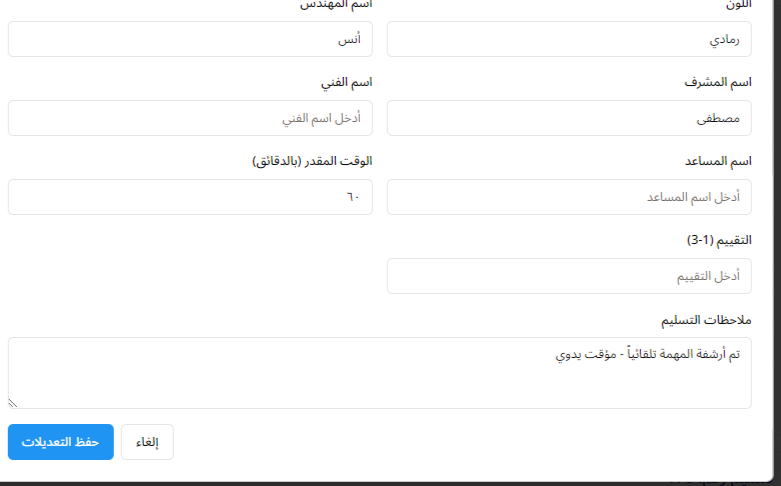 اللون
اسم المهندس
رمادي
أنس
اسم المشرف
اسم الفني
مصطفى
أدخل اسم الفني
اسم المساعد
الوقت المقدر (بالدقائق)
أدخل اسم المساعد
٦٠
التقييم (1-3)
أدخل التقييم
ملاحظات التسليم
تم أرشفة المهمة تلقائياً - مؤقت يدوي
إلغاء
حفظ التعديلات